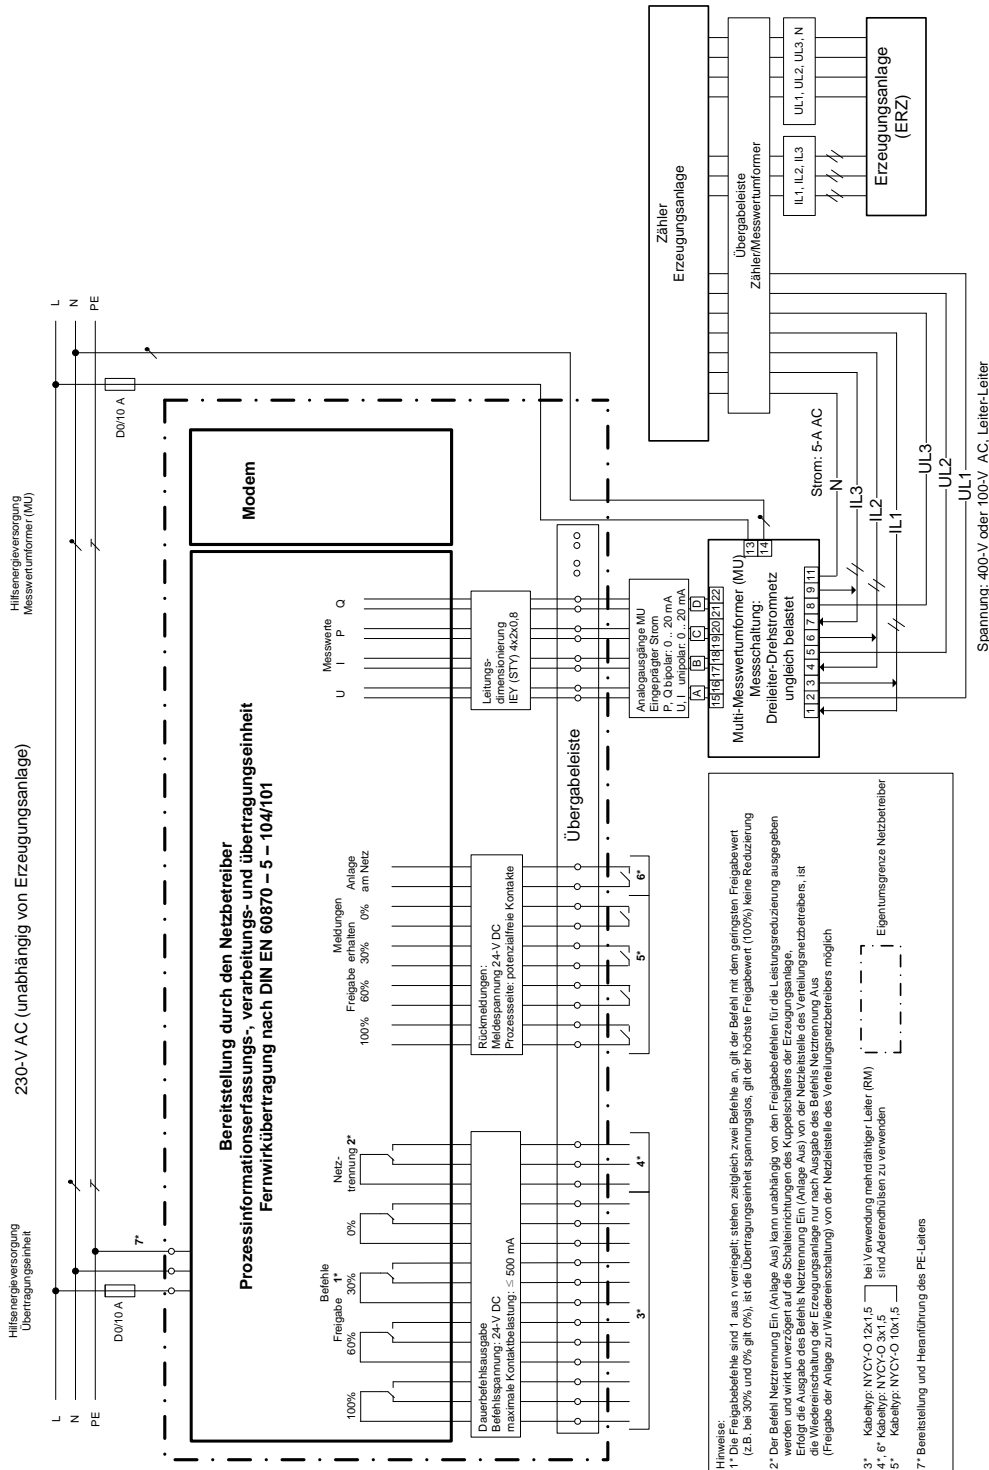 Hilfsenergieversorgung
Übertragungseinheit
230-V AC (unabhängig von Erzeugungsanlage)
Hilfsenergieversorgung
Messwertumformer (MU)
L
N
PE
L
N
PE
D0/10 A
7*
D0/10 A
Bereitstellung durch den Netzbetreiber
Prozessinformationserfassungs-, verarbeitungs- und übertragungseinheit
Fernwirkübertragung nach DIN EN 60870 – 5 – 104/101
Modem
Befehle
Freigabe 1*
100%
60%
30%
0%
Netz-
trennung 2*
Meldungen
Freigabe erhalten
100%
60%
30%
0%
Anlage
am Netz
Messwerte
U
I
P
Q
Dauerbefehlsausgabe
Befehlsspannung: 24-V DC
maximale Kontaktbelastung: ≤ 500 mA
Rückmeldungen:
Meldespannung 24-V DC
Prozessseite: potenzialfreie Kontakte
Leitungs-
dimensionierung
IEY (STY) 4x2x0,8
Übergabeleiste
3*
4*
5*
6*
Analogausgänge MU
Eingeprägter Strom
P, Q bipolar: 0 .. 20 mA
U, I unipolar: 0 .. 20 mA
A
B
C
D
15 16 17 18 19 20 21 22
Multi-Messwertumformer (MU)
Messschaltung:
Dreileiter-Drehstromnetz
ungleich belastet
13
14
1 2 3 4 5 6 7 8 9 11
Strom: 5-A AC
N
IL3
IL2
IL1
UL3
UL2
UL1
Spannung: 400-V oder 100-V AC, Leiter-Leiter
Zähler
Erzeugungsanlage
Übergabeleiste
Zähler/Messwertumformer
IL1, IL2, IL3
UL1, UL2, UL3, N
Erzeugungsanlage
(ERZ)
Hinweise:
1* Die Freigabebefehle sind 1 aus n verriegelt; stehen zeitgleich zwei Befehle an, gilt der Befehl mit dem geringsten Freigabewert
(z.B. bei 30% und 0% gilt 0%), ist die Übertragungseinheit spannungslos, gilt der höchste Freigabewert (100%) keine Reduzierung
2* Der Befehl Netztrennung Ein (Anlage Aus) kann unabhängig von den Freigabebefehlen für die Leistungsreduzierung ausgegeben
werden und wirkt unverzögert auf die Schalteinrichtungen des Kuppelschalters der Erzeugungsanlage.
Erfolgt die Ausgabe des Befehls Netztrennung Ein (Anlage Aus) von der Netzleitstelle des Verteilungsnetzbetreibers, ist
die Wiedereinschaltung der Erzeugungsanlage nur nach Ausgabe des Befehls Netztrennung Aus
(Freigabe der Anlage zur Wiedereinschaltung) von der Netzleitstelle des Verteilungsnetzbetreibers möglich
3* Kabeltyp: NYCY-O 12x1,5
4*, 6* Kabeltyp: NYCY-O 3x1,5
5* Kabeltyp: NYCY-O 10x1,5
bei Verwendung mehrdrähtiger Leiter (RM)
sind Aderendhülsen zu verwenden
Eigentumsgrenze Netzbetreiber
7* Bereitstellung und Heranführung des PE-Leiters